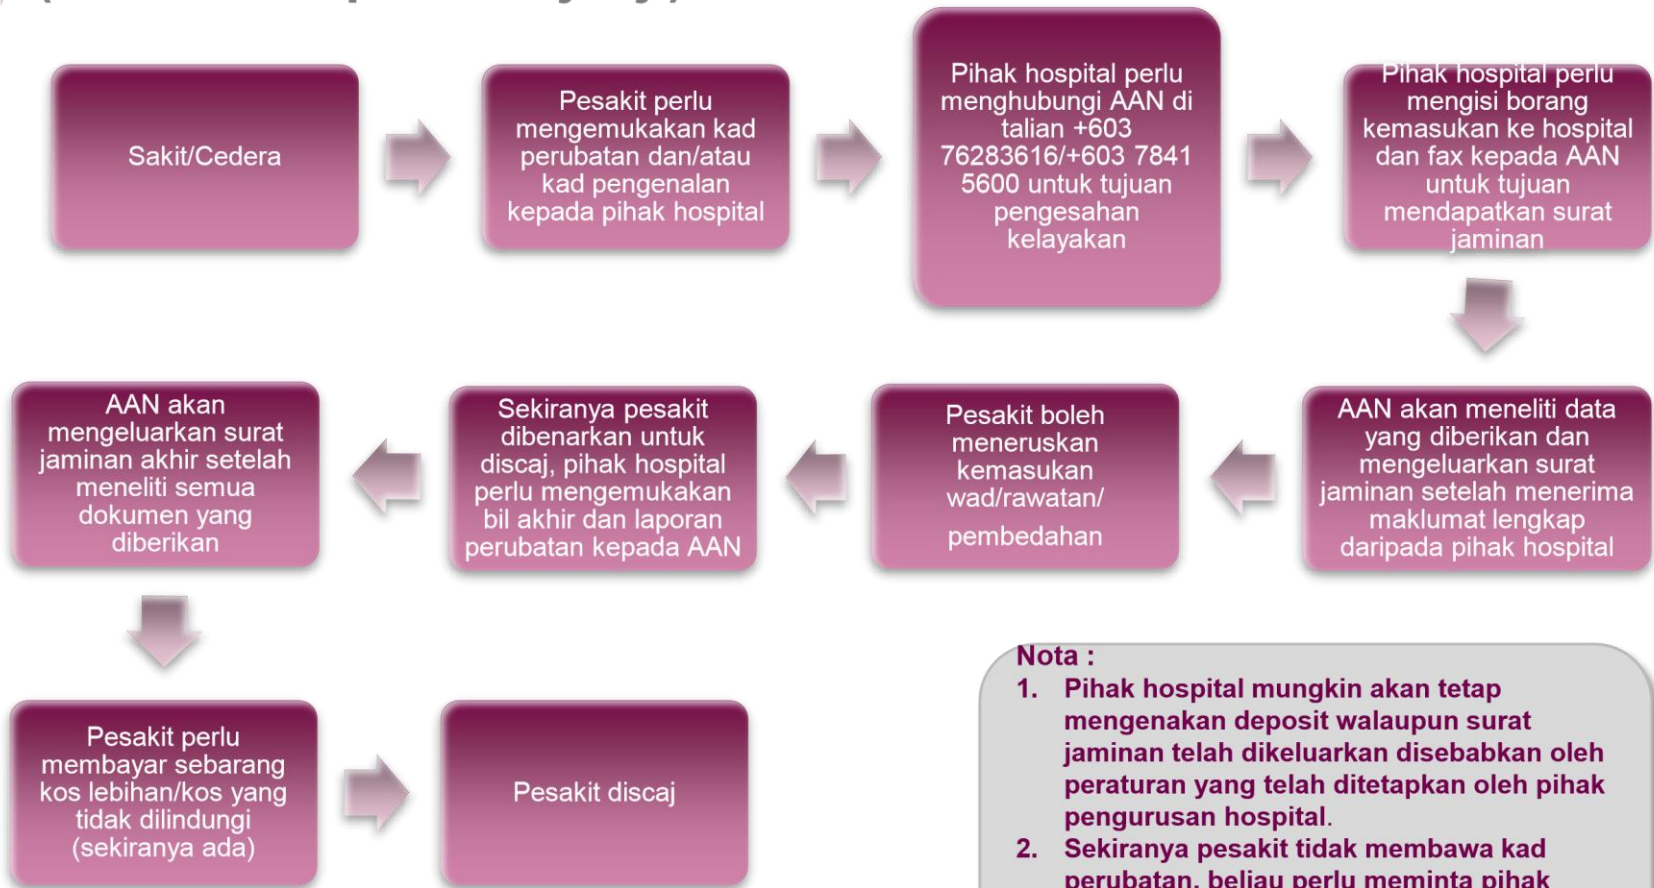 Sakit/Cedera
Pesakit perlu
mengemukakan kad
perubatan dan/atau
kad pengenalan
kepada pihak hospital
Pihak hospital perlu
menghubungi AAN di
talian +603
76283616/+603 7841
5600 untuk tujuan
pengesahan
kelayakan
Pihak hospital perlu
mengisi borang
kemasukan ke hospital
dan fax kepada AAN
untuk tujuan
mendapatkan surat
jaminan
AAN akan meneliti data
yang diberikan dan
mengeluarkan surat
jaminan setelah menerima
maklumat lengkap
daripada pihak hospital
Pesakit boleh
meneruskan
kemasukan
wad/rawatan/
pembedahan
Sekiranya pesakit
dibenarkan untuk
discaj, pihak hospital
perlu mengemukakan
bil akhir dan laporan
perubatan kepada AAN
AAN akan
mengeluarkan surat
jaminan akhir setelah
meneliti semua
dokumen yang
diberikan
Pesakit perlu
membayar sebarang
kos lebihan/kos yang
tidak dilindungi
(sekiranya ada)
Pesakit discaj
Nota :
1. Pihak hospital mungkin akan tetap
mengenakan deposit walaupun surat
jaminan telah dikeluarkan disebabkan oleh
peraturan yang telah ditetapkan oleh pihak
pengurusan hospital.
2. Sekiranya pesakit tidak membawa kad
perubatan, beliau perlu meminta pihak